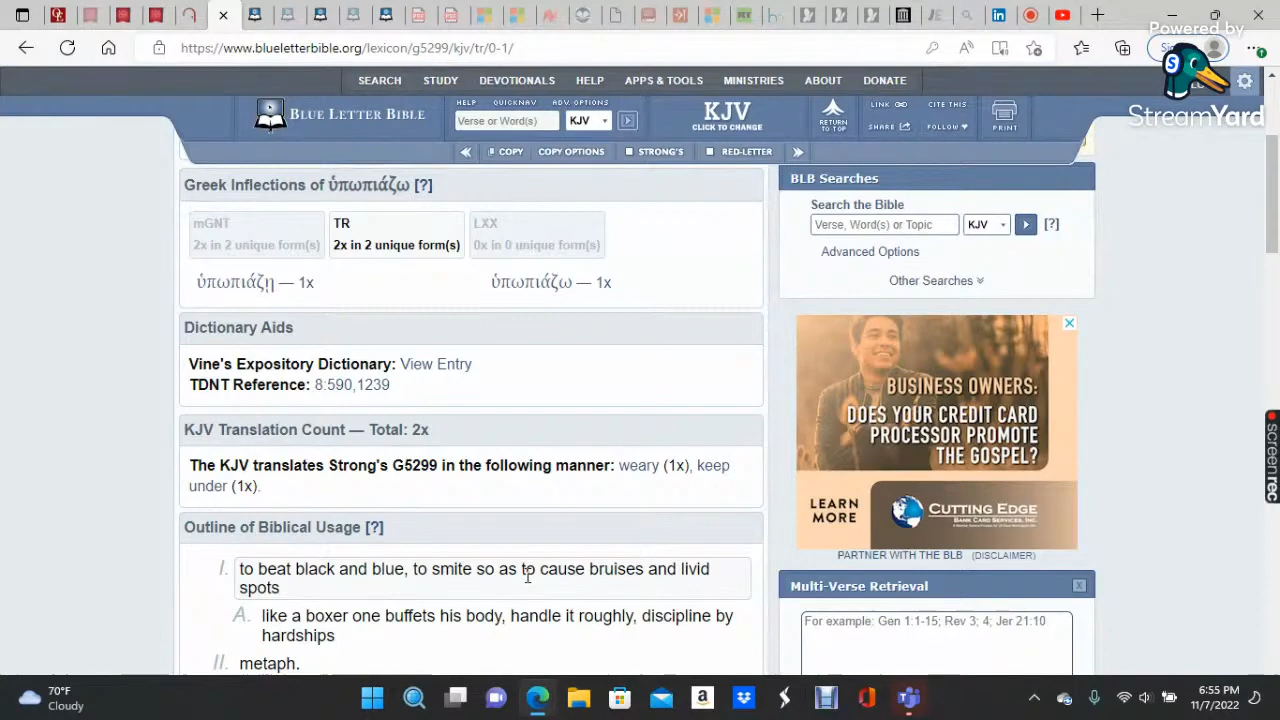 https://www.blueletterbible.org/lexicon/g5299/kjv/tr/0-1/
Powered by
StreamYard
SEARCH STUDY DEVOTIONALS HELP APPS & TOOLS MINISTRIES ABOUT DONATE
BLUE LETTER BIBLE
HELP QUICKNAV ADV. OPTIONS
Verse or Word(s) KJV
KJV
CLICK TO CHANGE
RETURN
TO TOP
LINK CITE THIS
SHARE FOLLOW
PRINT
COPY COPY OPTIONS STRONG'S RED-LETTER
Greek Inflections of ὑπωπιάζω [?]
mGNT
2x in 2 unique form(s)
TR
2x in 2 unique form(s)
LXX
0x in 0 unique form(s)
ὑπωπιάζῃ — 1x ὑπωπιάζω — 1x
Dictionary Aids
Vine's Expository Dictionary: View Entry
TDNT Reference: 8:590,1239
KJV Translation Count — Total: 2x
The KJV translates Strong's G5299 in the following manner: weary (1x), keep
under (1x).
Outline of Biblical Usage [?]
I. to beat black and blue, to smite so as to cause bruises and livid
spots
A. like a boxer one buffets his body, handle it roughly, discipline by
hardships
II. metaph.
BLB Searches
Search the Bible
Verse, Word(s) or Topic KJV [?]
Advanced Options
Other Searches
BUSINESS OWNERS:
DOES YOUR CREDIT CARD
PROCESSOR PROMOTE
THE GOSPEL?
LEARN
MORE
CUTTING EDGE
BANK CARD SERVICES, INC.
PARTNER WITH THE BLB (DISCLAIMER)
Multi-Verse Retrieval x
For example: Gen 1:1-15; Rev 3; 4; Jer 21:10
screenrec
70°F
Cloudy
6:55 PM
11/7/2022